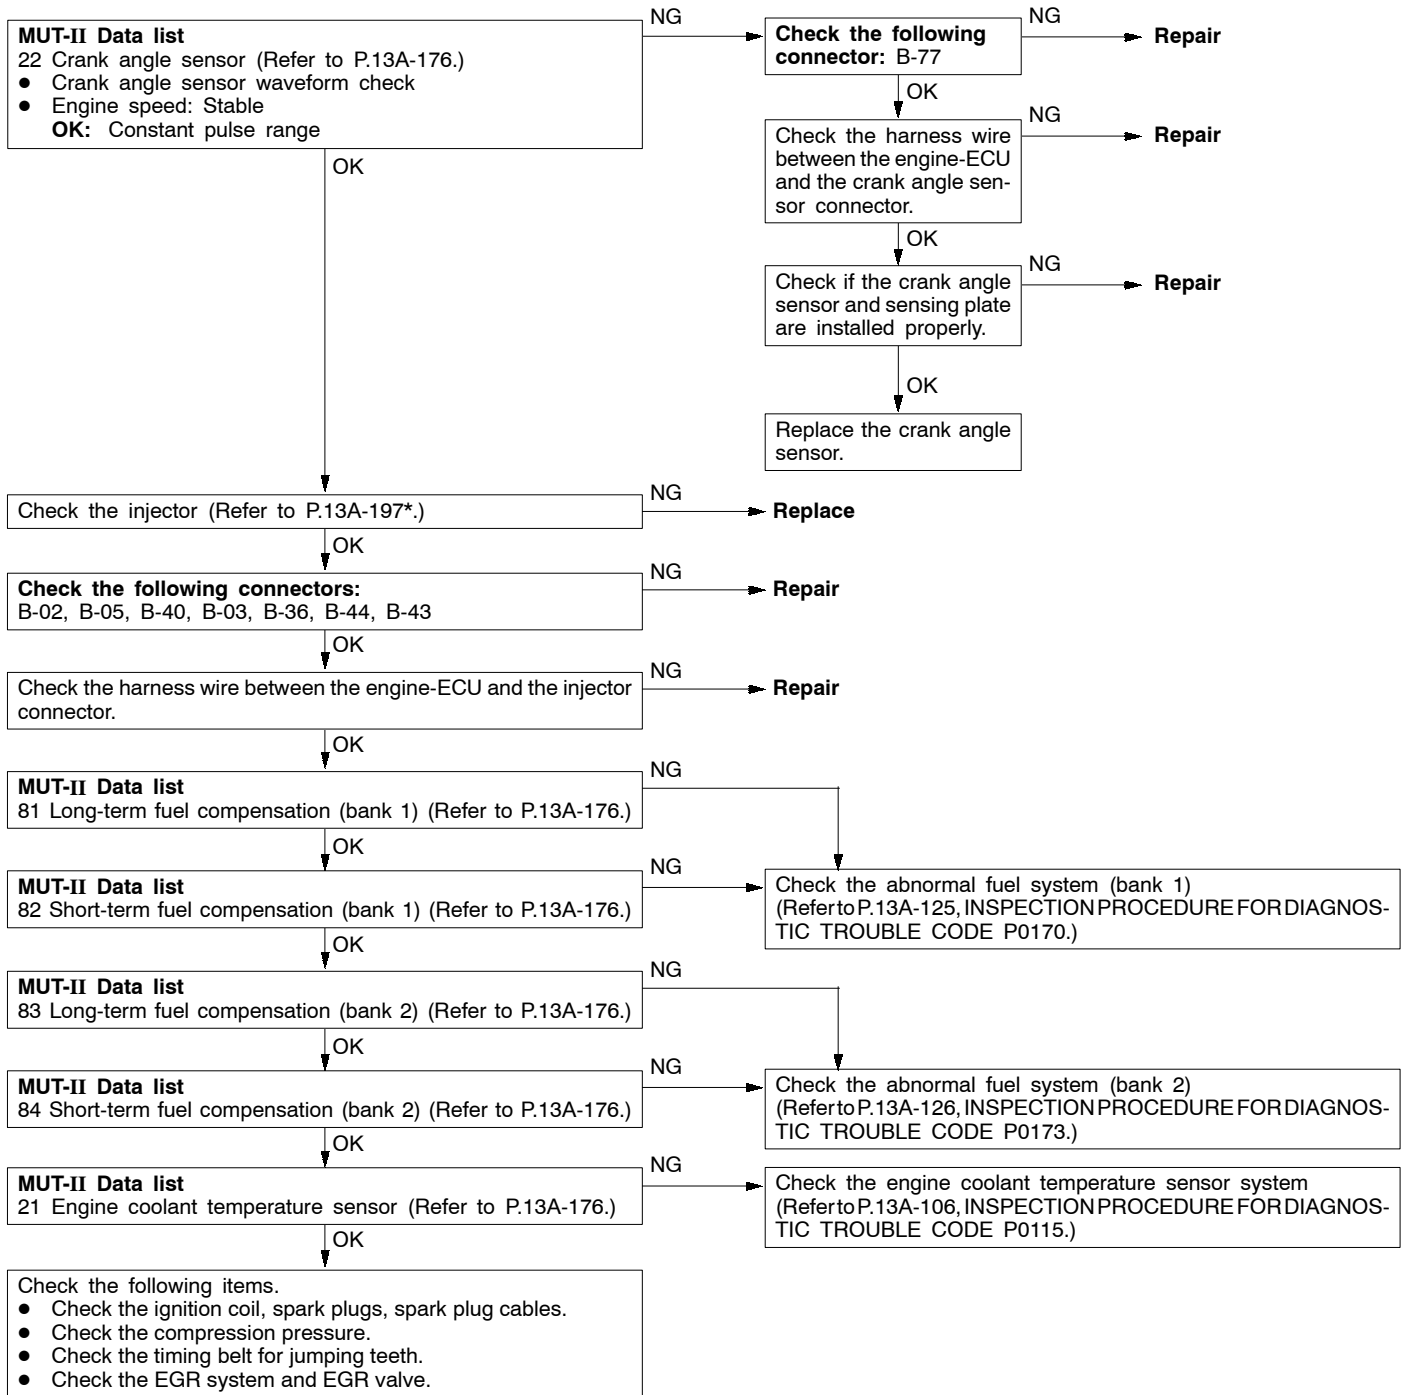 MUT-II Data list
22 Crank angle sensor (Refer to P.13A-176.)
● Crank angle sensor waveform check
● Engine speed: Stable
OK: Constant pulse range
NG
Check the following
connector: B-77
NG
Repair
OK
Check the harness wire
between the engine-ECU
and the crank angle sen-
sor connector.
NG
Repair
OK
Check if the crank angle
sensor and sensing plate
are installed properly.
NG
Repair
OK
Replace the crank angle
sensor.
OK
Check the injector (Refer to P.13A-197*.)
NG
Replace
OK
Check the following connectors:
B-02, B-05, B-40, B-03, B-36, B-44, B-43
NG
Repair
OK
Check the harness wire between the engine-ECU and the injector
connector.
NG
Repair
OK
MUT-II Data list
81 Long-term fuel compensation (bank 1) (Refer to P.13A-176.)
NG
OK
MUT-II Data list
82 Short-term fuel compensation (bank 1) (Refer to P.13A-176.)
NG
Check the abnormal fuel system (bank 1)
(Refer to P.13A-125, INSPECTION PROCEDURE FOR DIAGNOS-
TIC TROUBLE CODE P0170.)
OK
MUT-II Data list
83 Long-term fuel compensation (bank 2) (Refer to P.13A-176.)
NG
OK
MUT-II Data list
84 Short-term fuel compensation (bank 2) (Refer to P.13A-176.)
NG
Check the abnormal fuel system (bank 2)
(Refer to P.13A-126, INSPECTION PROCEDURE FOR DIAGNOS-
TIC TROUBLE CODE P0173.)
OK
MUT-II Data list
21 Engine coolant temperature sensor (Refer to P.13A-176.)
NG
Check the engine coolant temperature sensor system
(Refer to P.13A-106, INSPECTION PROCEDURE FOR DIAGNOS-
TIC TROUBLE CODE P0115.)
OK
Check the following items.
● Check the ignition coil, spark plugs, spark plug cables.
● Check the compression pressure.
● Check the timing belt for jumping teeth.
● Check the EGR system and EGR valve.